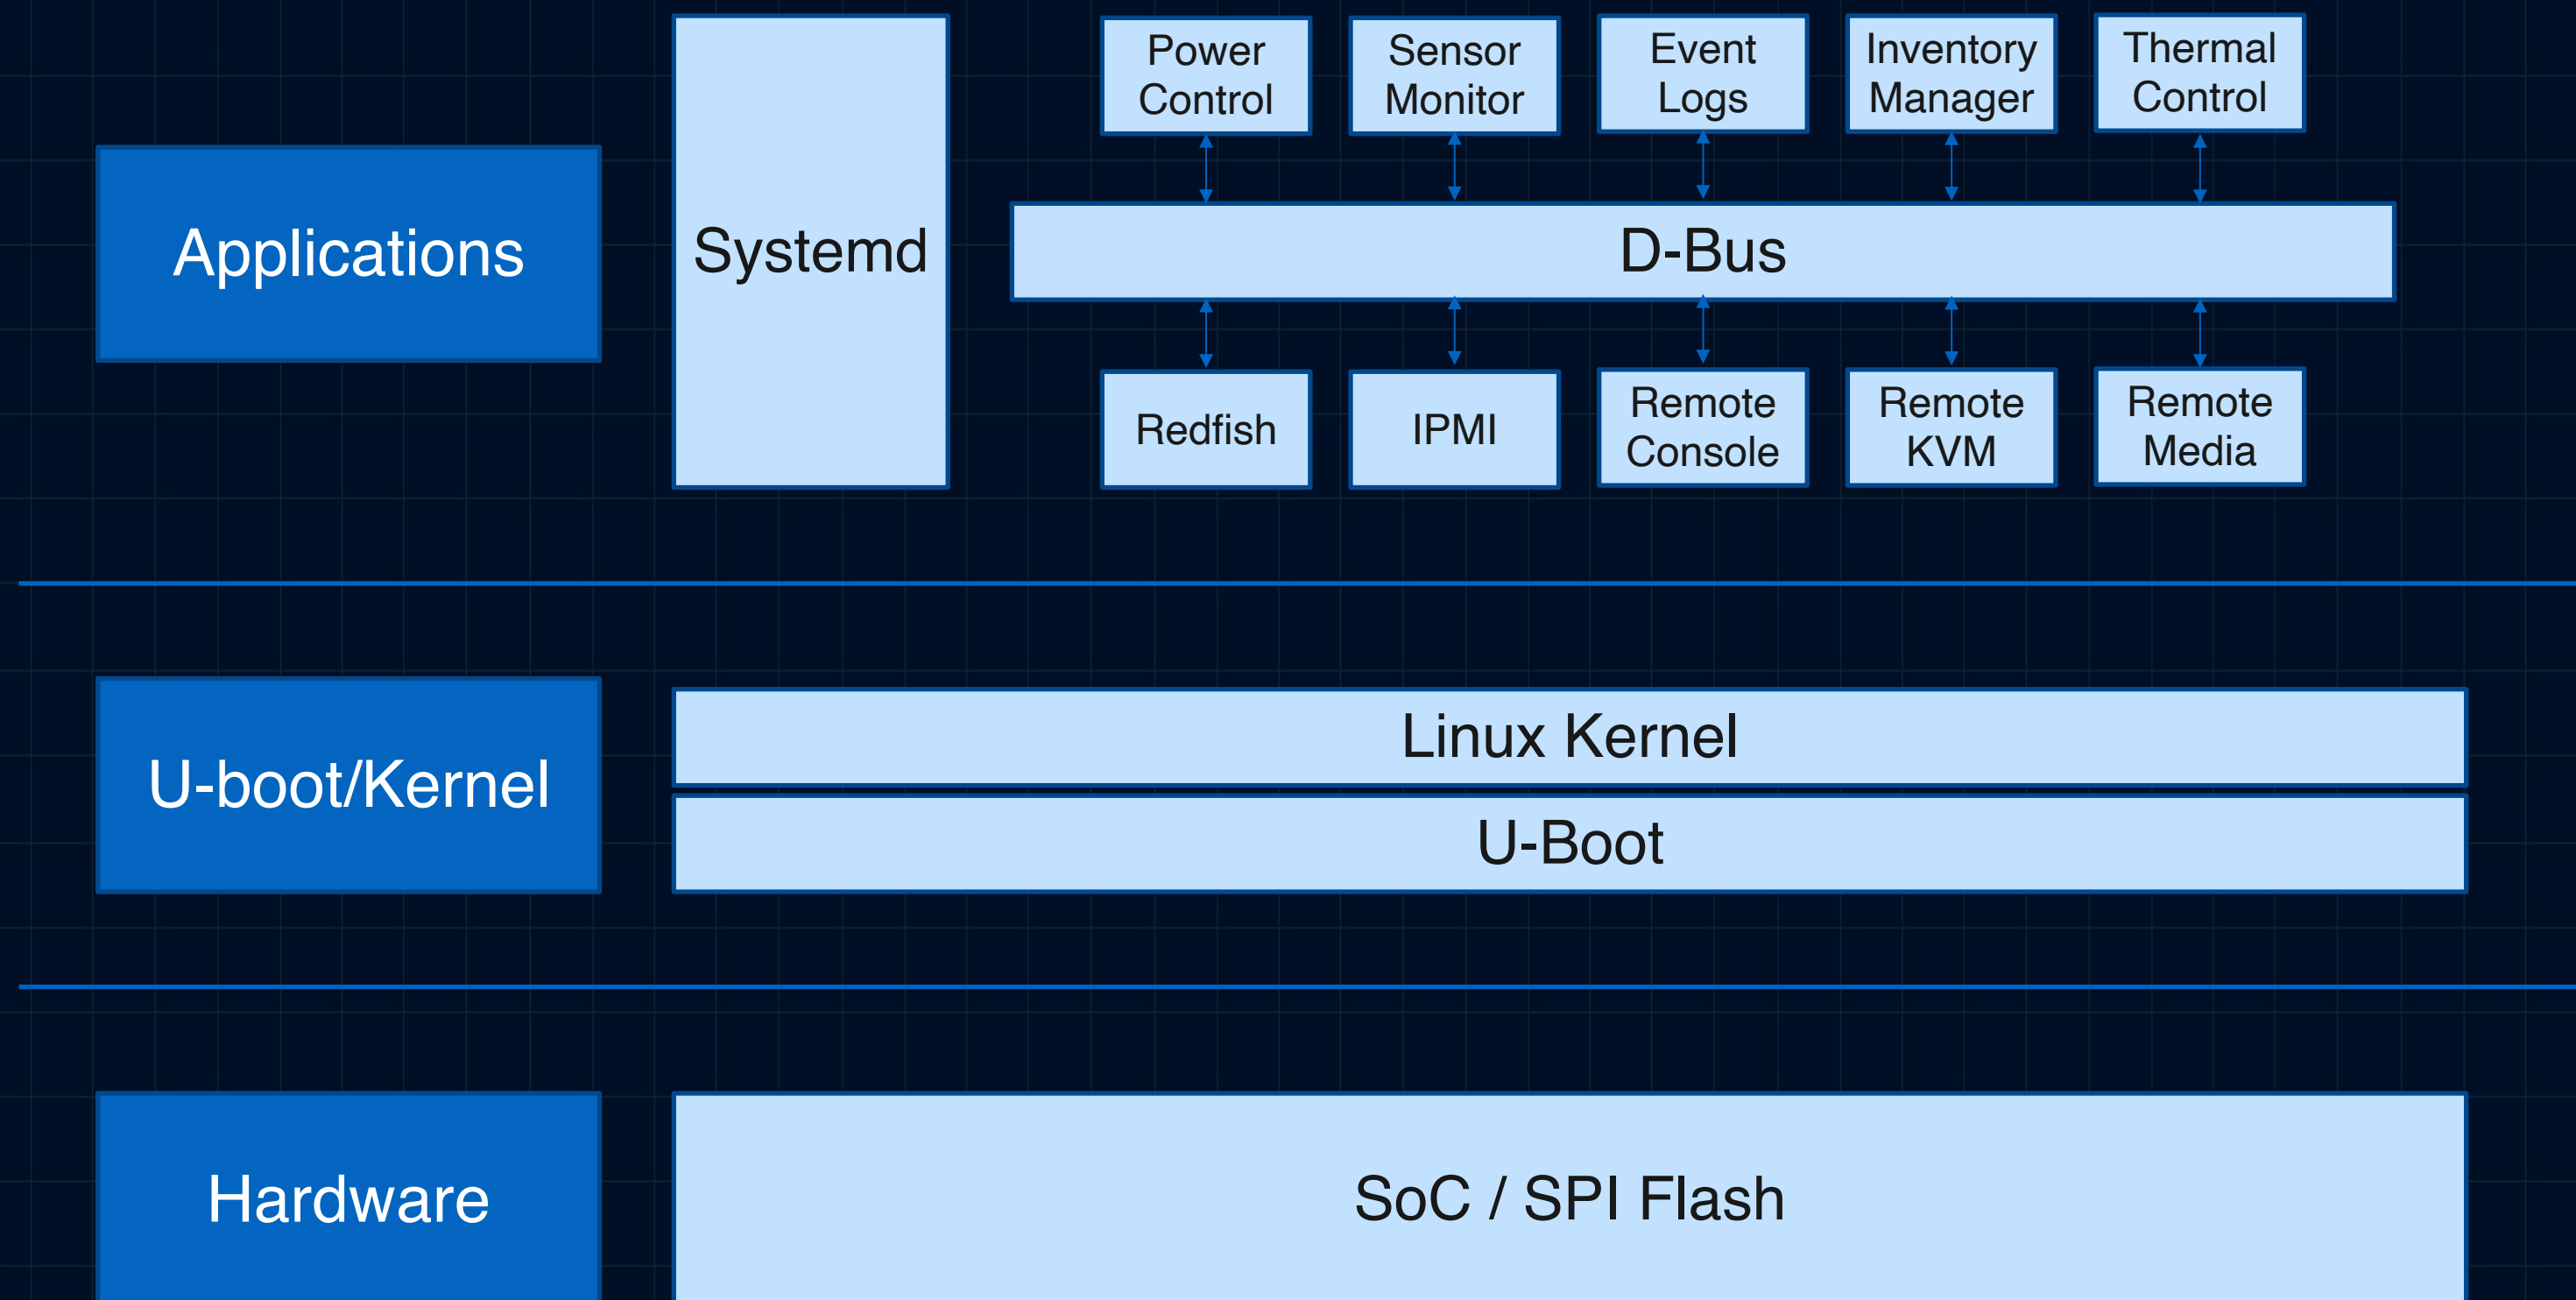 Power
Control
Sensor
Monitor
Event
Logs
Inventory
Manager
Thermal
Control
Applications
Systemd
D-Bus
Redfish
IPMI
Remote
Console
Remote
KVM
Remote
Media
U-boot/Kernel
Linux Kernel
U-Boot
Hardware
SoC / SPI Flash